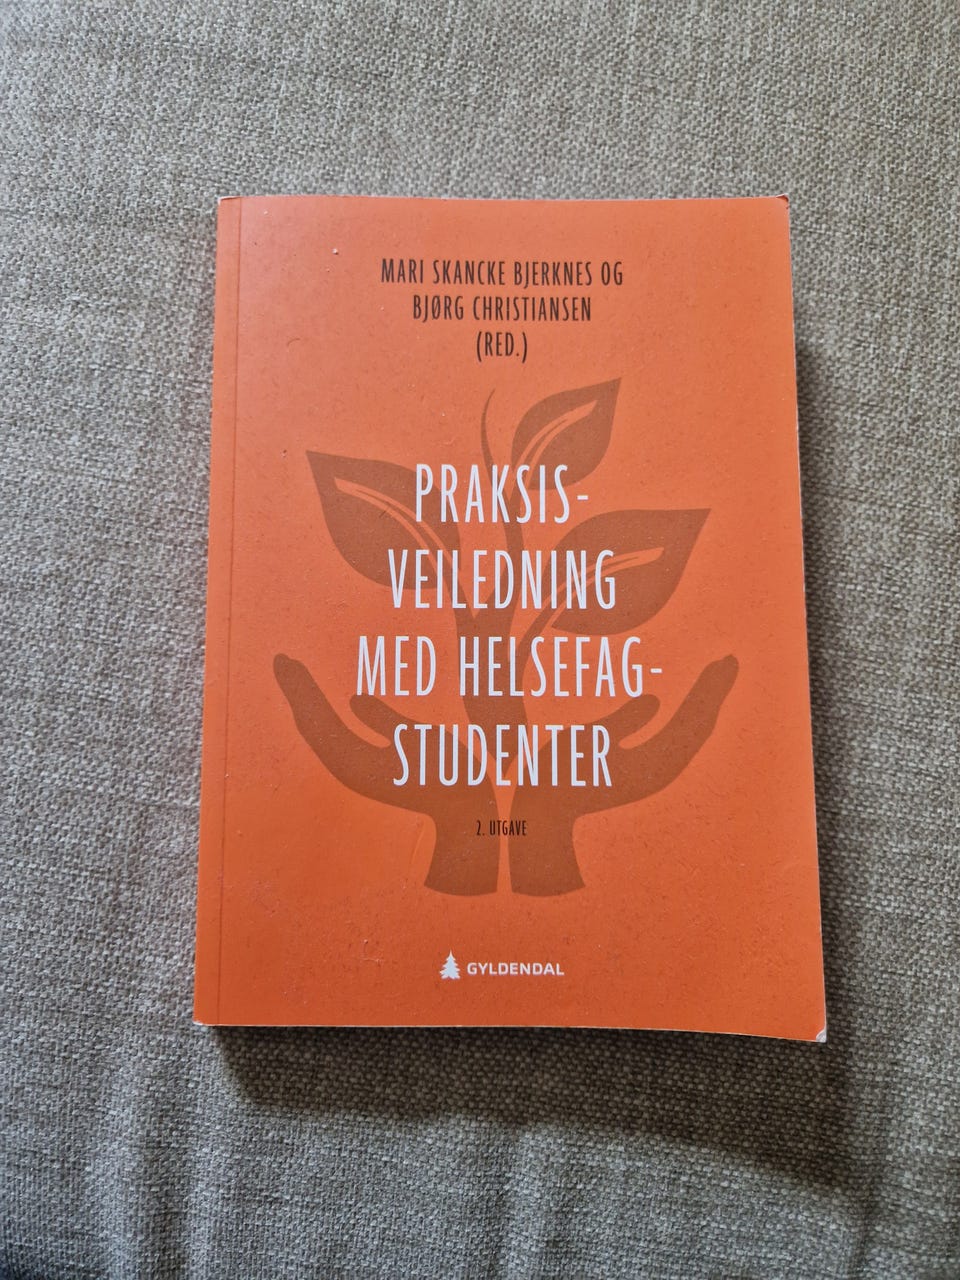 MARI SKANCKE BJERKNES OG
BJØRG CHRISTIANSEN
(RED.)
PRAKSIS-
VEILEDNING
MED HELSEFAG-
STUDENTER
2. UTGAVE
GYLDENDAL